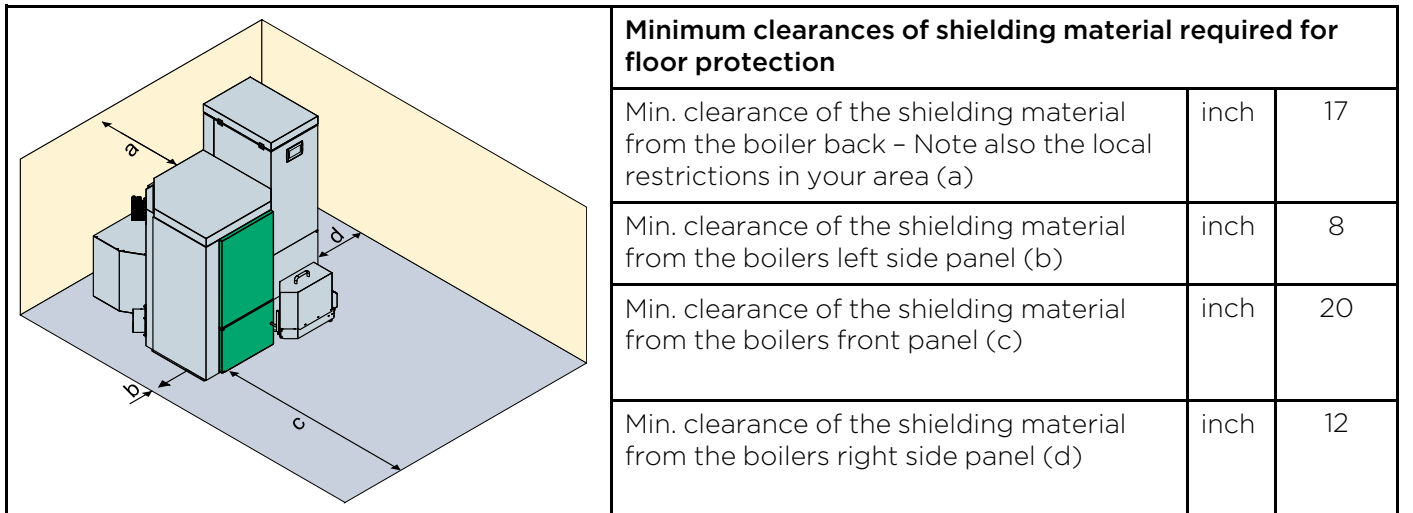 a
b
c
d
Minimum clearances of shielding material required for
floor protection
Min. clearance of the shielding material
from the boiler back – Note also the local
restrictions in your area (a)
inch
17
Min. clearance of the shielding material
from the boilers left side panel (b)
inch
8
Min. clearance of the shielding material
from the boilers front panel (c)
inch
20
Min. clearance of the shielding material
from the boilers right side panel (d)
inch
12